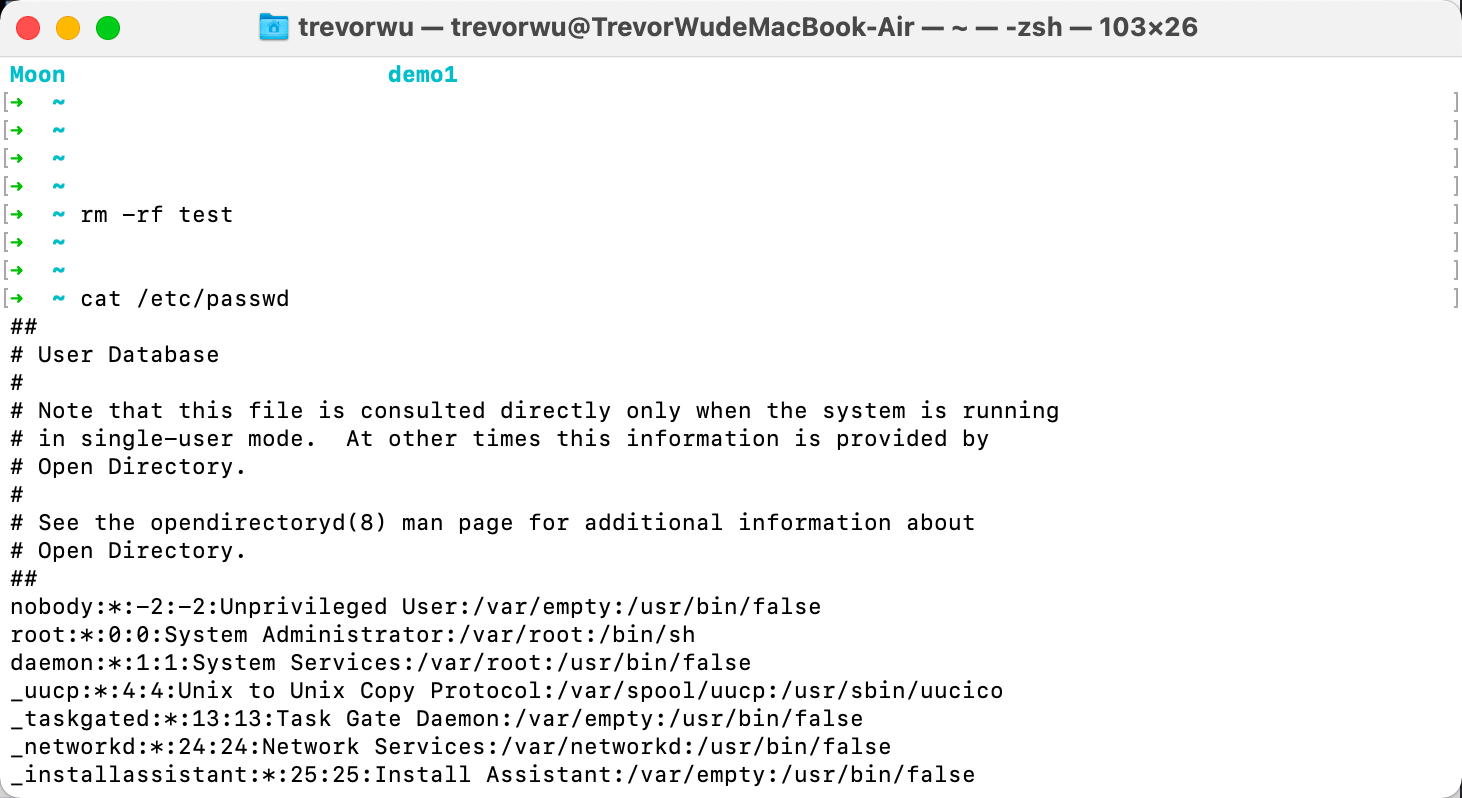 trevorwu — trevorwu@TrevorWudeMacBook-Air — ~ — -zsh — 103×26
Moon                       demo1
[➜  ~ ]
[➜  ~ ]
[➜  ~ ]
[➜  ~ ]
[➜  ~ rm -rf test ]
[➜  ~ ]
[➜  ~ ]
[➜  ~ cat /etc/passwd ]
##
# User Database
#
# Note that this file is consulted directly only when the system is running
# in single-user mode.  At other times this information is provided by
# Open Directory.
#
# See the opendirectoryd(8) man page for additional information about
# Open Directory.
##
nobody:*:-2:-2:Unprivileged User:/var/empty:/usr/bin/false
root:*:0:0:System Administrator:/var/root:/bin/sh
daemon:*:1:1:System Services:/var/root:/usr/bin/false
_uucp:*:4:4:Unix to Unix Copy Protocol:/var/spool/uucp:/usr/sbin/uucico
_taskgated:*:13:13:Task Gate Daemon:/var/empty:/usr/bin/false
_networkd:*:24:24:Network Services:/var/networkd:/usr/bin/false
_installassistant:*:25:25:Install Assistant:/var/empty:/usr/bin/false